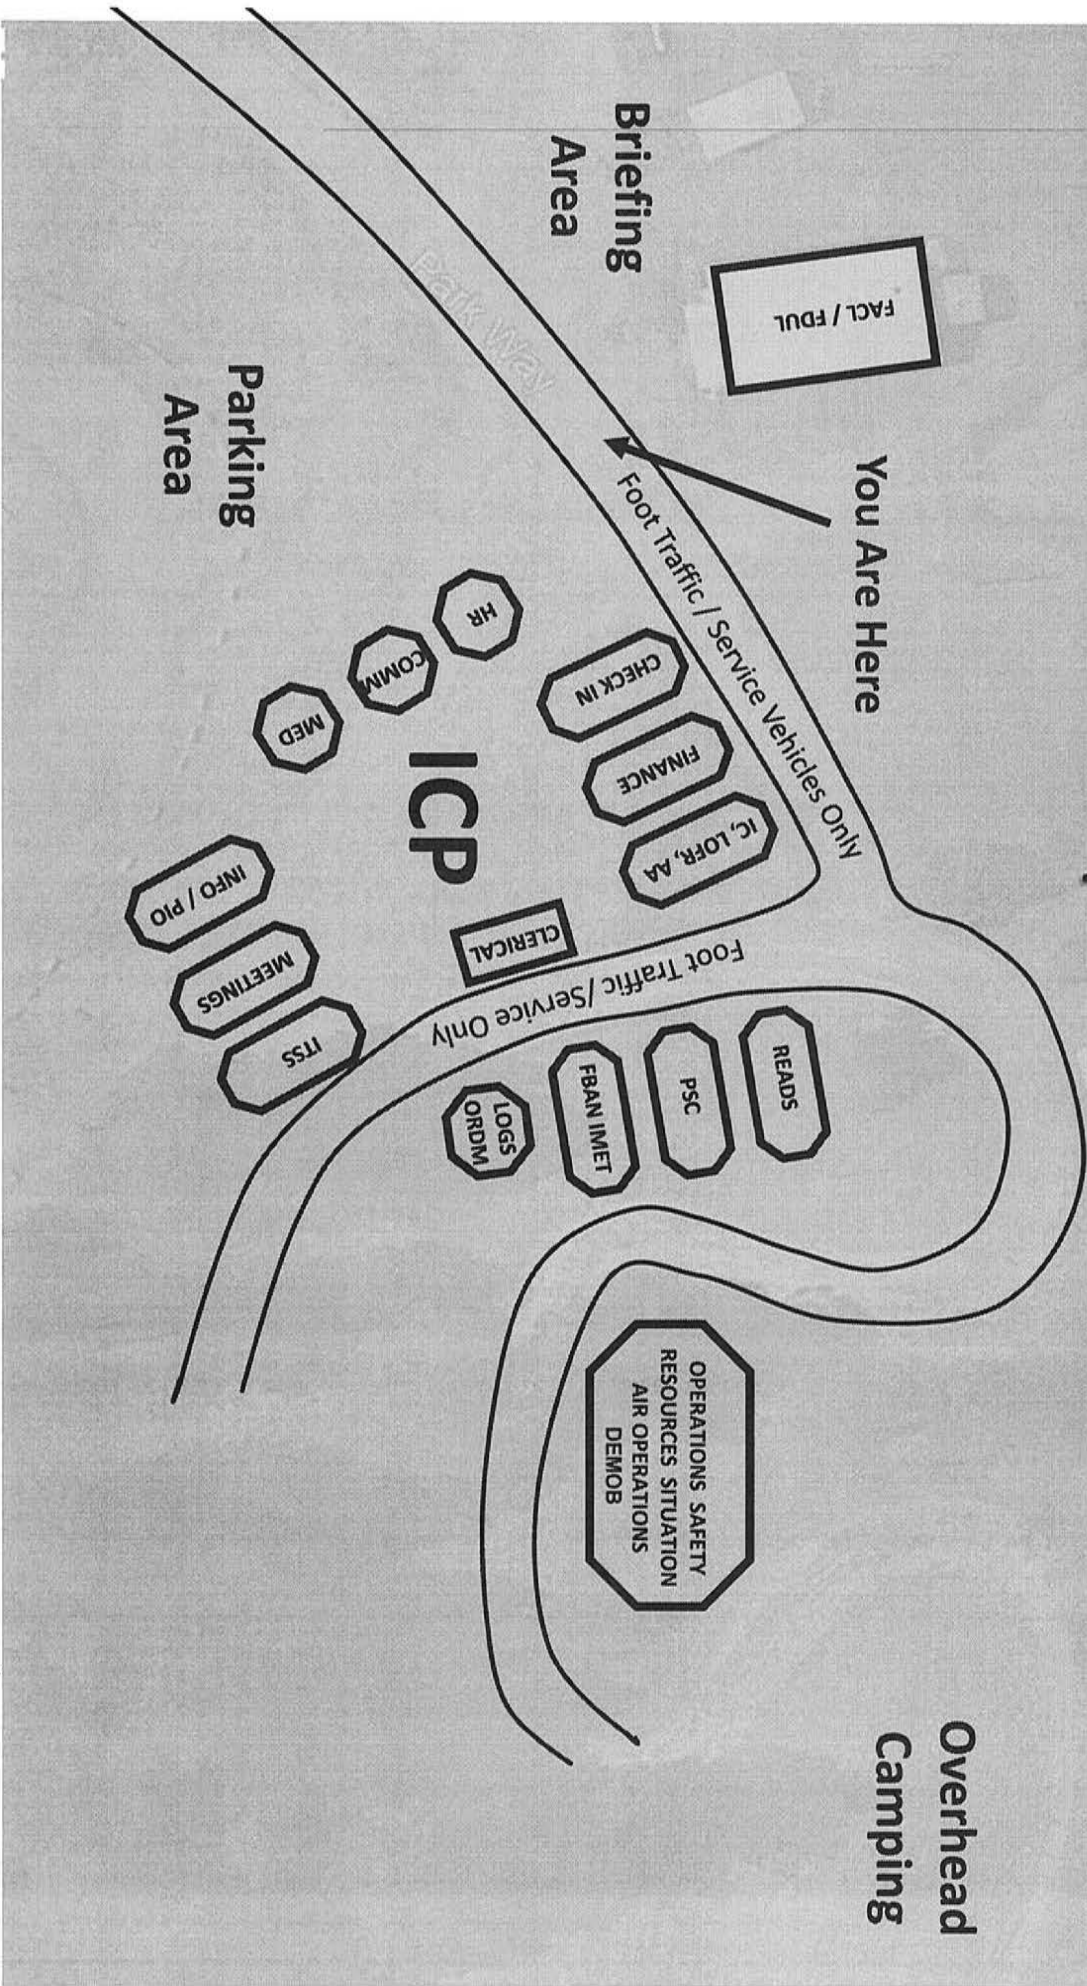 Overhead
Camping
You Are Here
Briefing
Area
FACL / FDUL
Park Way
Foot Traffic / Service Vehicles Only
Parking
Area
HR
COMM
MED
CHECK IN
FINANCE
IC, LOFR, AA
ICP
CLERICAL
INFO / PIO
MEETINGS
ITSS
Foot Traffic /Service Only
READS
PSC
FBAN IMET
LOGS
ORDM
OPERATIONS SAFETY
RESOURCES SITUATION
AIR OPERATIONS
DEMOB